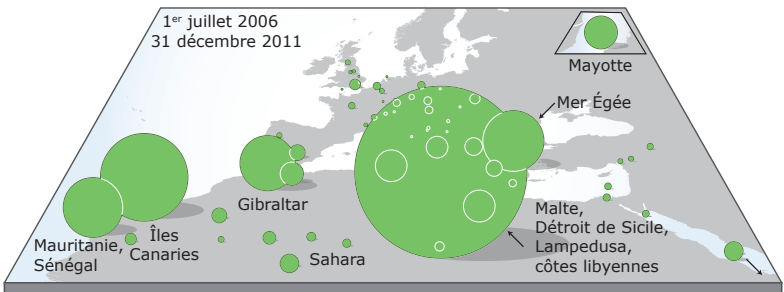 1er juillet 2006
31 décembre 2011
Mayotte
Mer Égée
Gibraltar
Mauritanie,
Sénégal
Îles
Canaries
Sahara
Malte,
Détroit de Sicile,
Lampedusa,
côtes libyennes